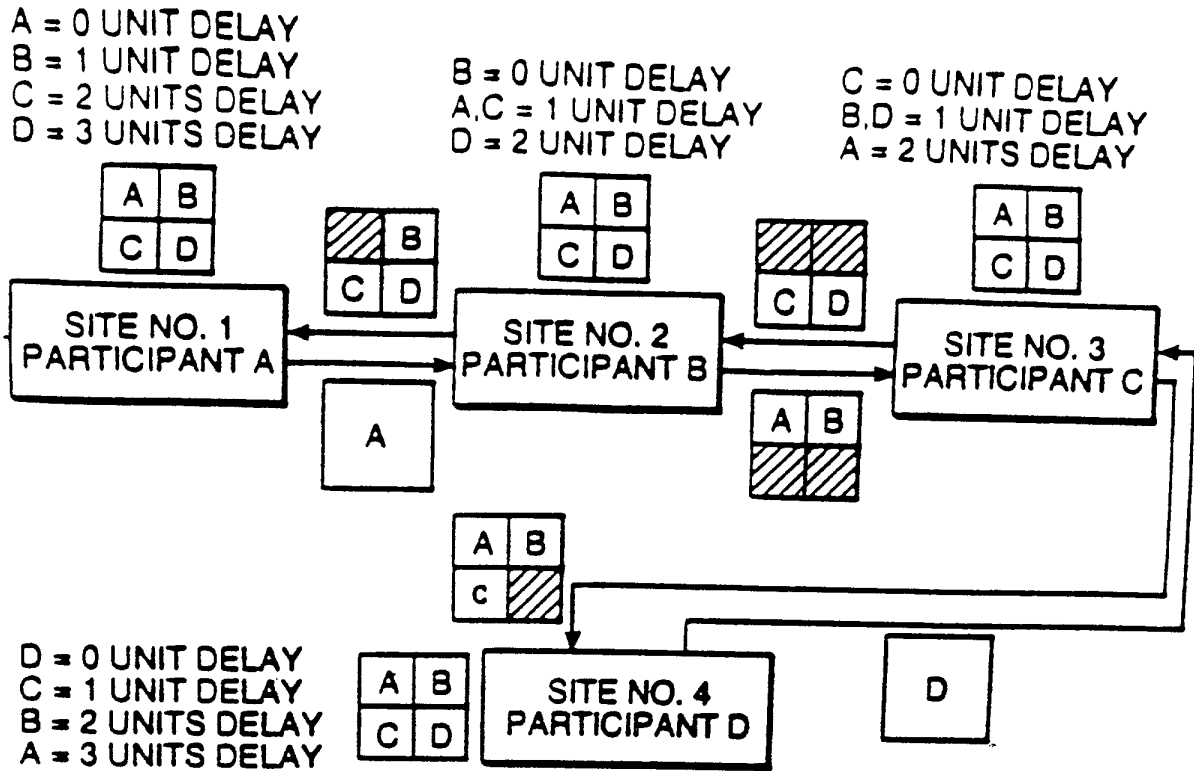 A = 0 UNIT DELAY
B = 1 UNIT DELAY
C = 2 UNITS DELAY
D = 3 UNITS DELAY
B = 0 UNIT DELAY
A,C = 1 UNIT DELAY
D = 2 UNIT DELAY
C = 0 UNIT DELAY
B,D = 1 UNIT DELAY
A = 2 UNITS DELAY
A B
C D
B
C D
A B
C D
C D
A B
C D
SITE NO. 1
PARTICIPANT A
SITE NO. 2
PARTICIPANT B
SITE NO. 3
PARTICIPANT C
A
A B
A B
C
D = 0 UNIT DELAY
C = 1 UNIT DELAY
B = 2 UNITS DELAY
A = 3 UNITS DELAY
A B
C D
SITE NO. 4
PARTICIPANT D
D